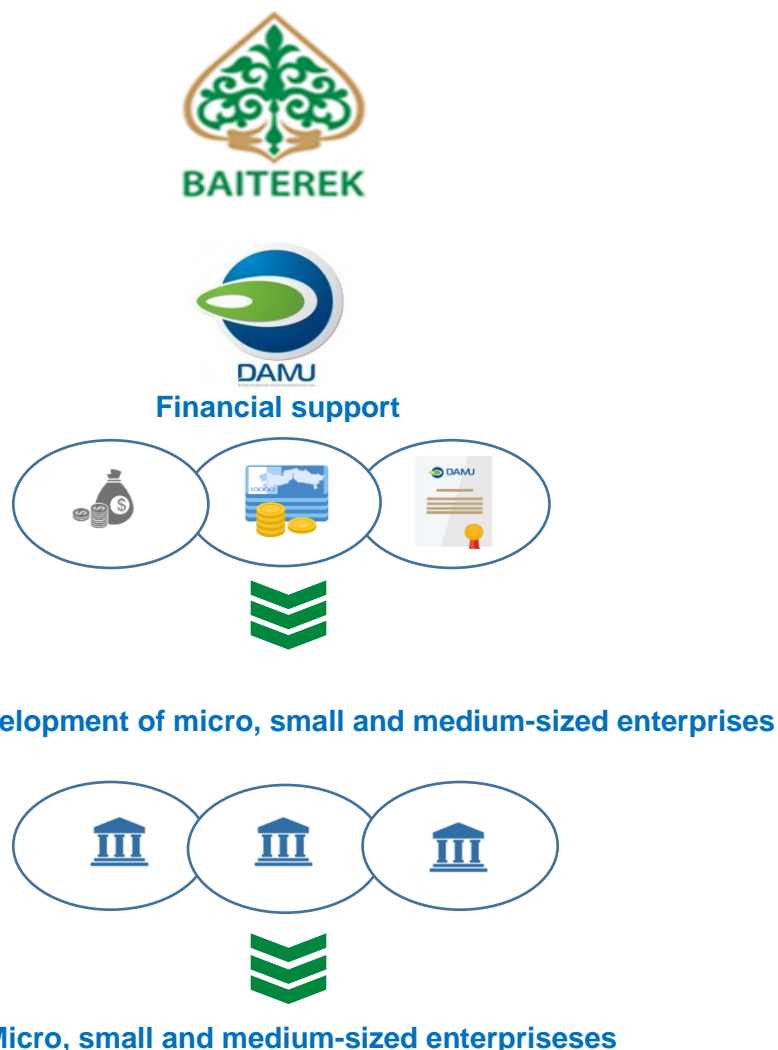 BAITEREK
DAMU
Financial support
DAMU
elopment of micro, small and medium-sized enterprises
Micro, small and medium-sized enterpriseses